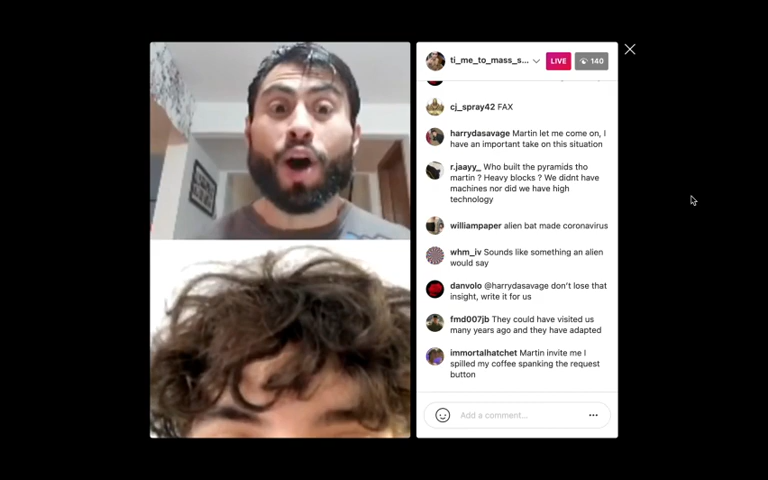 ti_me_to_mass_s...
LIVE
140
cj_spray42 FAX
harrydasavage Martin let me come on, I
have an important take on this situation
r.jaayy_ Who built the pyramids tho
martin ? Heavy blocks ? We didnt have
machines nor did we have high
technology
williampaper alien bat made coronavirus
whm_iv Sounds like something an alien
would say
danvolo @harrydasavage don't lose that
insight, write it for us
fmd007jb They could have visited us
many years ago and they have adapted
immortalhatchet Martin invite me I
spilled my coffee spanking the request
button
Add a comment...